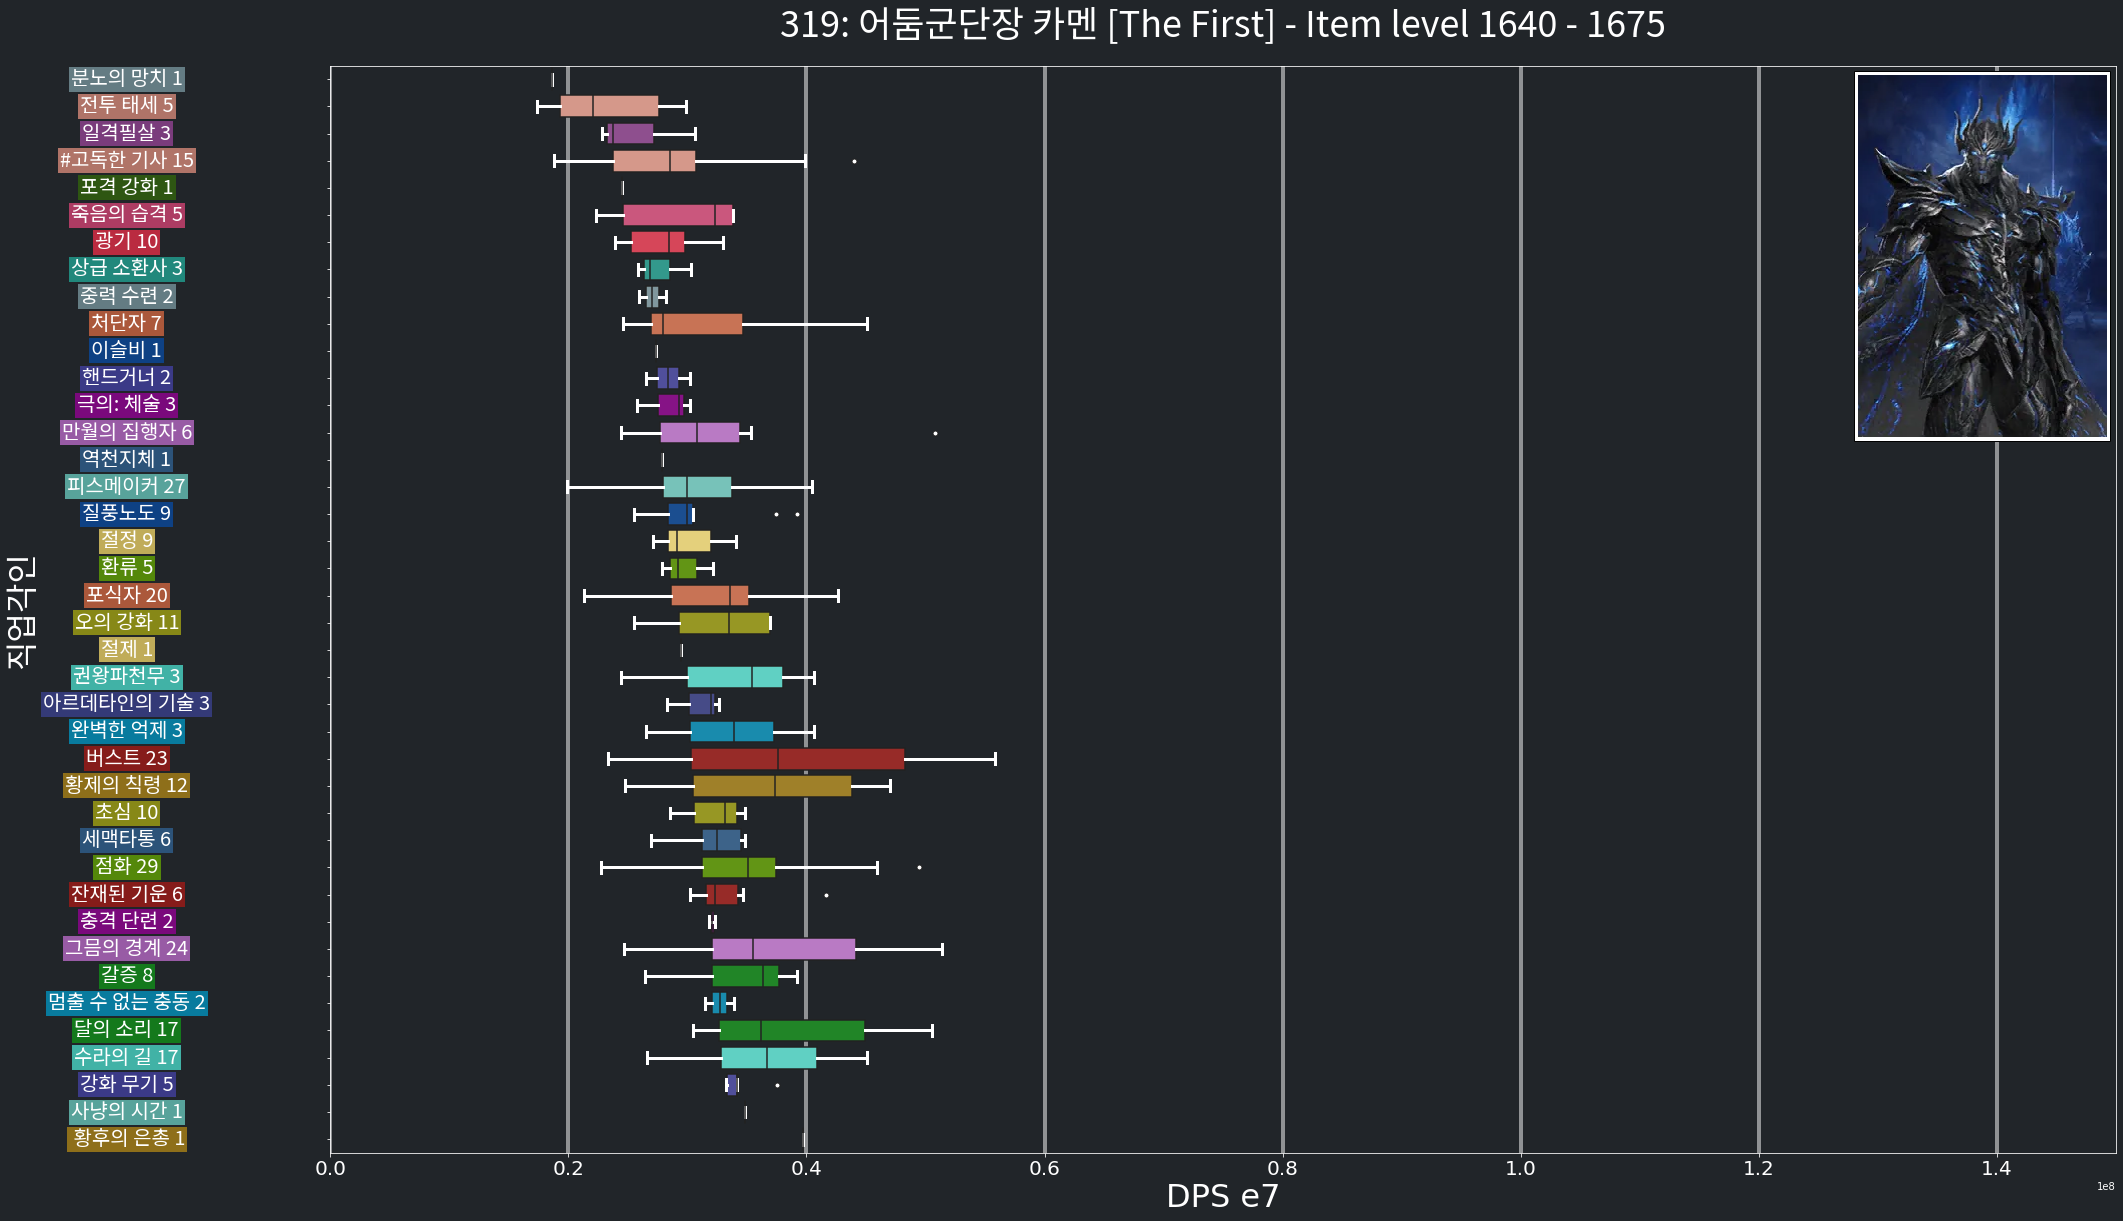 319: 어둠군단장 카멘 [The First] - Item level 1640 - 1675
분노의 망치 1
전투 태세 5
일격필살 3
#고독한 기사 15
포격 강화 1
죽음의 습격 5
광기 10
상급 소환사 3
중력 수련 2
처단자 7
이슬비 1
핸드거너 2
극의: 체술 3
만월의 집행자 6
역천지체 1
피스메이커 27
질풍노도 9
절정 9
환류 5
포식자 20
오의 강화 11
절제 1
권왕파천무 3
아르데타인의 기술 3
완벽한 억제 3
버스트 23
황제의 칙령 12
초심 10
세맥타통 6
점화 29
잔재된 기운 6
충격 단련 2
그믐의 경계 24
갈증 8
멈출 수 없는 충동 2
달의 소리 17
수라의 길 17
강화 무기 5
사냥의 시간 1
황후의 은총 1
직업각인
0.0 0.2 0.4 0.6 0.8 1.0 1.2 1.4
DPS e7
1e8